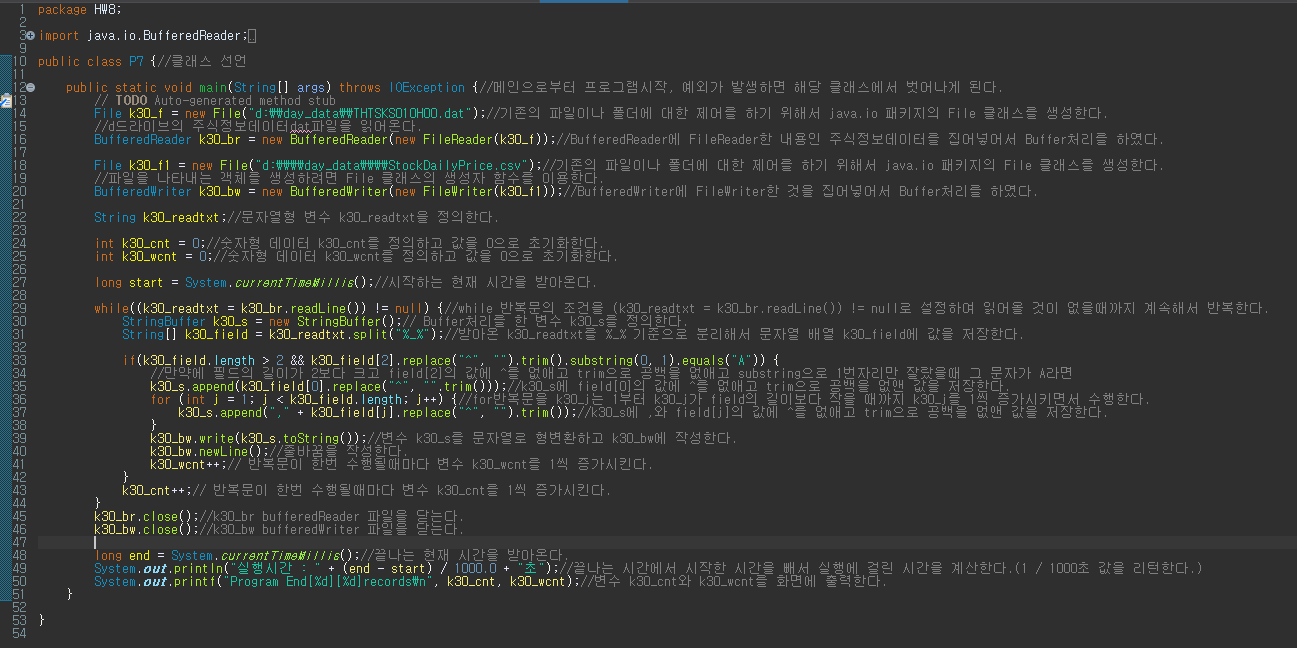 1 package HW8;
2
3 import java.io.BufferedReader;
9
10 public class P7 {//클래스 선언
11
12 public static void main(String[] args) throws IOException {//메인으로부터 프로그램시작, 예외가 발생하면 해당 클래스에서 벗어나게 된다.
13 // TODO Auto-generated method stub
14 File k30_f = new File("d:₩₩day_data₩₩THTSKS010H00.dat");//기존의 파일이나 폴더에 대한 제어를 하기 위해서 java.io 패키지의 File 클래스를 생성한다.
15 //d드라이브의 주식정보데이터dat파일을 읽어온다.
16 BufferedReader k30_br = new BufferedReader(new FileReader(k30_f));//BufferedReader에 FileReader한 내용인 주식정보데이터를 집어넣어서 Buffer처리를 하였다.
17
18 File k30_f1 = new File("d:₩₩₩₩day_data₩₩₩₩StockDailyPrice.csv");//기존의 파일이나 폴더에 대한 제어를 하기 위해서 java.io 패키지의 File 클래스를 생성한다.
19 //파일을 나타내는 객체를 생성하려면 File 클래스의 생성자 함수를 이용한다.
20 BufferedWriter k30_bw = new BufferedWriter(new FileWriter(k30_f1));//BufferedWriter에 FileWriter한 것을 집어넣어서 Buffer처리를 하였다.
21
22 String k30_readtxt;//문자열형 변수 k30_readtxt을 정의한다.
23
24 int k30_cnt = 0;//숫자형 데이터 k30_cnt를 정의하고 값을 0으로 초기화한다.
25 int k30_wcnt = 0;//숫자형 데이터 k30_wcnt를 정의하고 값을 0으로 초기화한다.
26
27 long start = System.currentTimeMillis();//시작하는 현재 시간을 받아온다.
28
29 while((k30_readtxt = k30_br.readLine()) != null) {//while 반복문의 조건을 (k30_readtxt = k30_br.readLine()) != null로 설정하며 읽어올 것이 없을때까지 계속해서 반복한다.
30 StringBuffer k30_s = new StringBuffer();// Buffer처리를 한 변수 k30_s를 정의한다.
31 String[] k30_field = k30_readtxt.split("%_%");//받아온 k30_readtxt를 %_% 기준으로 분리해서 문자열 배열 k30_field에 값을 저장한다.
32
33 if(k30_field.length > 2 && k30_field[2].replace("^", "").trim().substring(0, 1).equals("A")) {
34 //만약에 필드의 길이가 2보다 크고 field[2]의 값에 ^를 없애고 trim으로 공백을 없애고 substring으로 1번자리만 잘랐을때 그 문자가 A라면
35 k30_s.append(k30_field[0].replace("^", "".trim()));//k30_s에 field[0]의 값에 ^를 없애고 trim으로 공백을 없앤 값을 저장한다.
36 for (int j = 1; j < k30_field.length; j++) {//for반복문을 k30_j는 1부터 k30_j가 field의 길이보다 작을 때까지 k30_j를 1씩 증가시키면서 수행한다.
37 k30_s.append("," + k30_field[j].replace("^", "").trim());//k30_s에 ,와 field[j]의 값에 ^를 없애고 trim으로 공백을 없앤 값을 저장한다.
38 }
39 k30_bw.write(k30_s.toString());//변수 k30_s를 문자열로 형변환하고 k30_bw에 작성한다.
40 k30_bw.newLine();//줄바꿈을 작성한다.
41 k30_wcnt++;// 반복문이 한번 수행될때마다 변수 k30_wcnt를 1씩 증가시킨다.
42 }
43 k30_cnt++;// 반복문이 한번 수행될때마다 변수 k30_cnt를 1씩 증가시킨다.
44 }
45 k30_br.close();//k30_br bufferedReader 파일을 닫는다.
46 k30_bw.close();//k30_bw bufferedWriter 파일을 닫는다.
47
48 long end = System.currentTimeMillis();//끝나는 현재 시간을 받아온다.
49 System.out.println("실행시간 : " + (end - start) / 1000.0 + "초");//끝나는 시간에서 시작한 시간을 빼서 실행에 걸린 시간을 계산한다.(1 / 1000초 값을 리턴한다.)
50 System.out.printf("Program End[%d][%d]records₩n", k30_cnt, k30_wcnt);//변수 k30_cnt와 k30_wcnt를 화면에 출력한다.
51 }
52
53 }
54